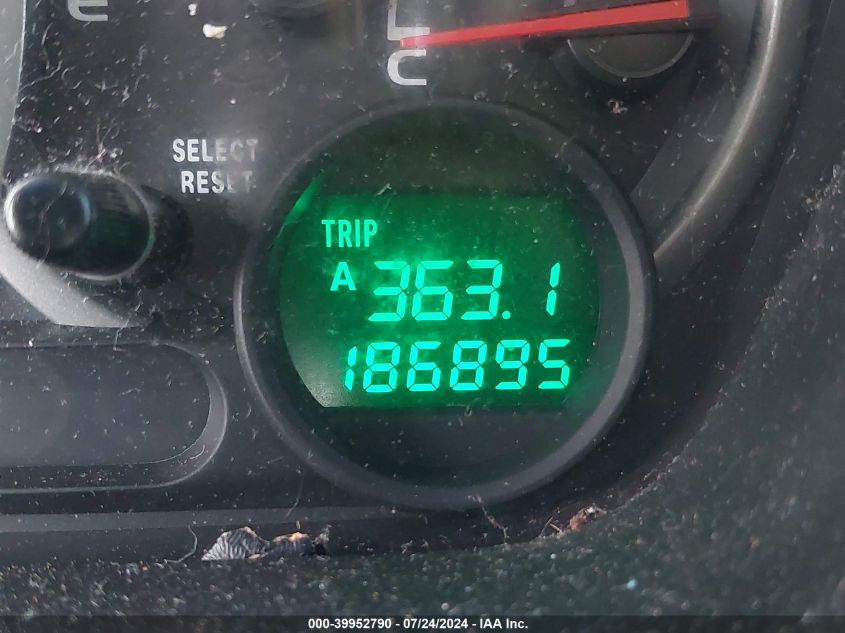 E
C
SELECT
RESET
TRIP
A 363.1
186895
000-39952790 - 07/24/2024 - IAA Inc.